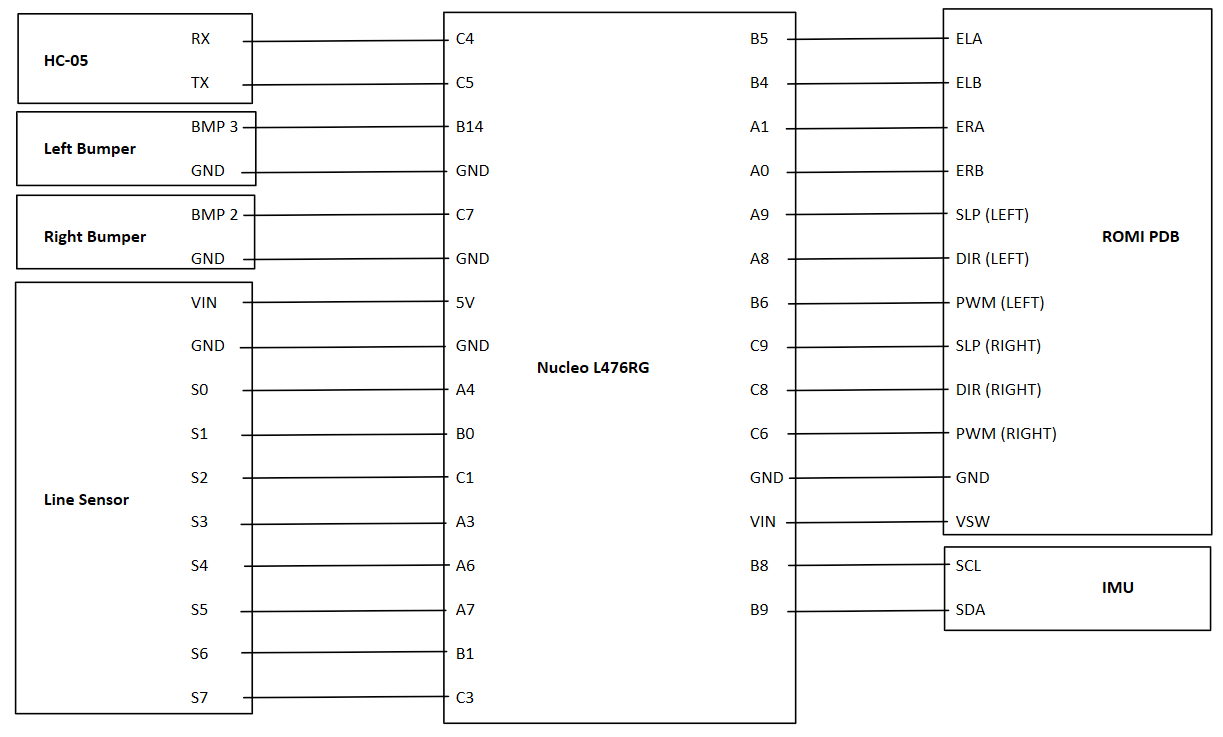 RX C4 B5 ELA
HC-05
TX C5 B4 ELB
BMP 3 B14 A1 ERA
Left Bumper
GND GND A0 ERB
BMP 2 C7 A9 SLP (LEFT)
Right Bumper ROMI PDB
GND GND A8 DIR (LEFT)
VIN 5V B6 PWM (LEFT)
GND GND C9 SLP (RIGHT)
Nucleo L476RG
S0 A4 C8 DIR (RIGHT)
S1 B0 C6 PWM (RIGHT)
S2 C1 GND GND
Line Sensor
S3 A3 VIN VSW
S4 A6 B8 SCL
IMU
S5 A7 B9 SDA
S6 B1
S7 C3